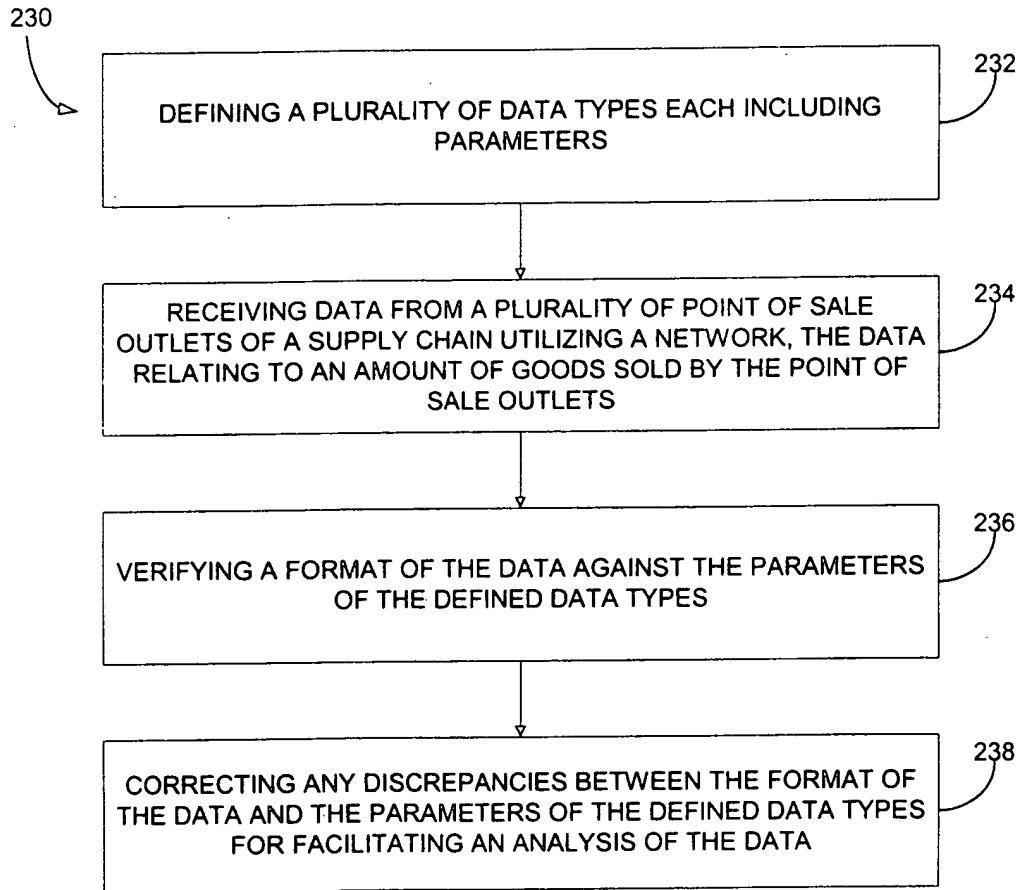 230
232
DEFINING A PLURALITY OF DATA TYPES EACH INCLUDING
PARAMETERS
234
RECEIVING DATA FROM A PLURALITY OF POINT OF SALE
OUTLETS OF A SUPPLY CHAIN UTILIZING A NETWORK, THE DATA
RELATING TO AN AMOUNT OF GOODS SOLD BY THE POINT OF
SALE OUTLETS
236
VERIFYING A FORMAT OF THE DATA AGAINST THE PARAMETERS
OF THE DEFINED DATA TYPES
238
CORRECTING ANY DISCREPANCIES BETWEEN THE FORMAT OF
THE DATA AND THE PARAMETERS OF THE DEFINED DATA TYPES
FOR FACILITATING AN ANALYSIS OF THE DATA